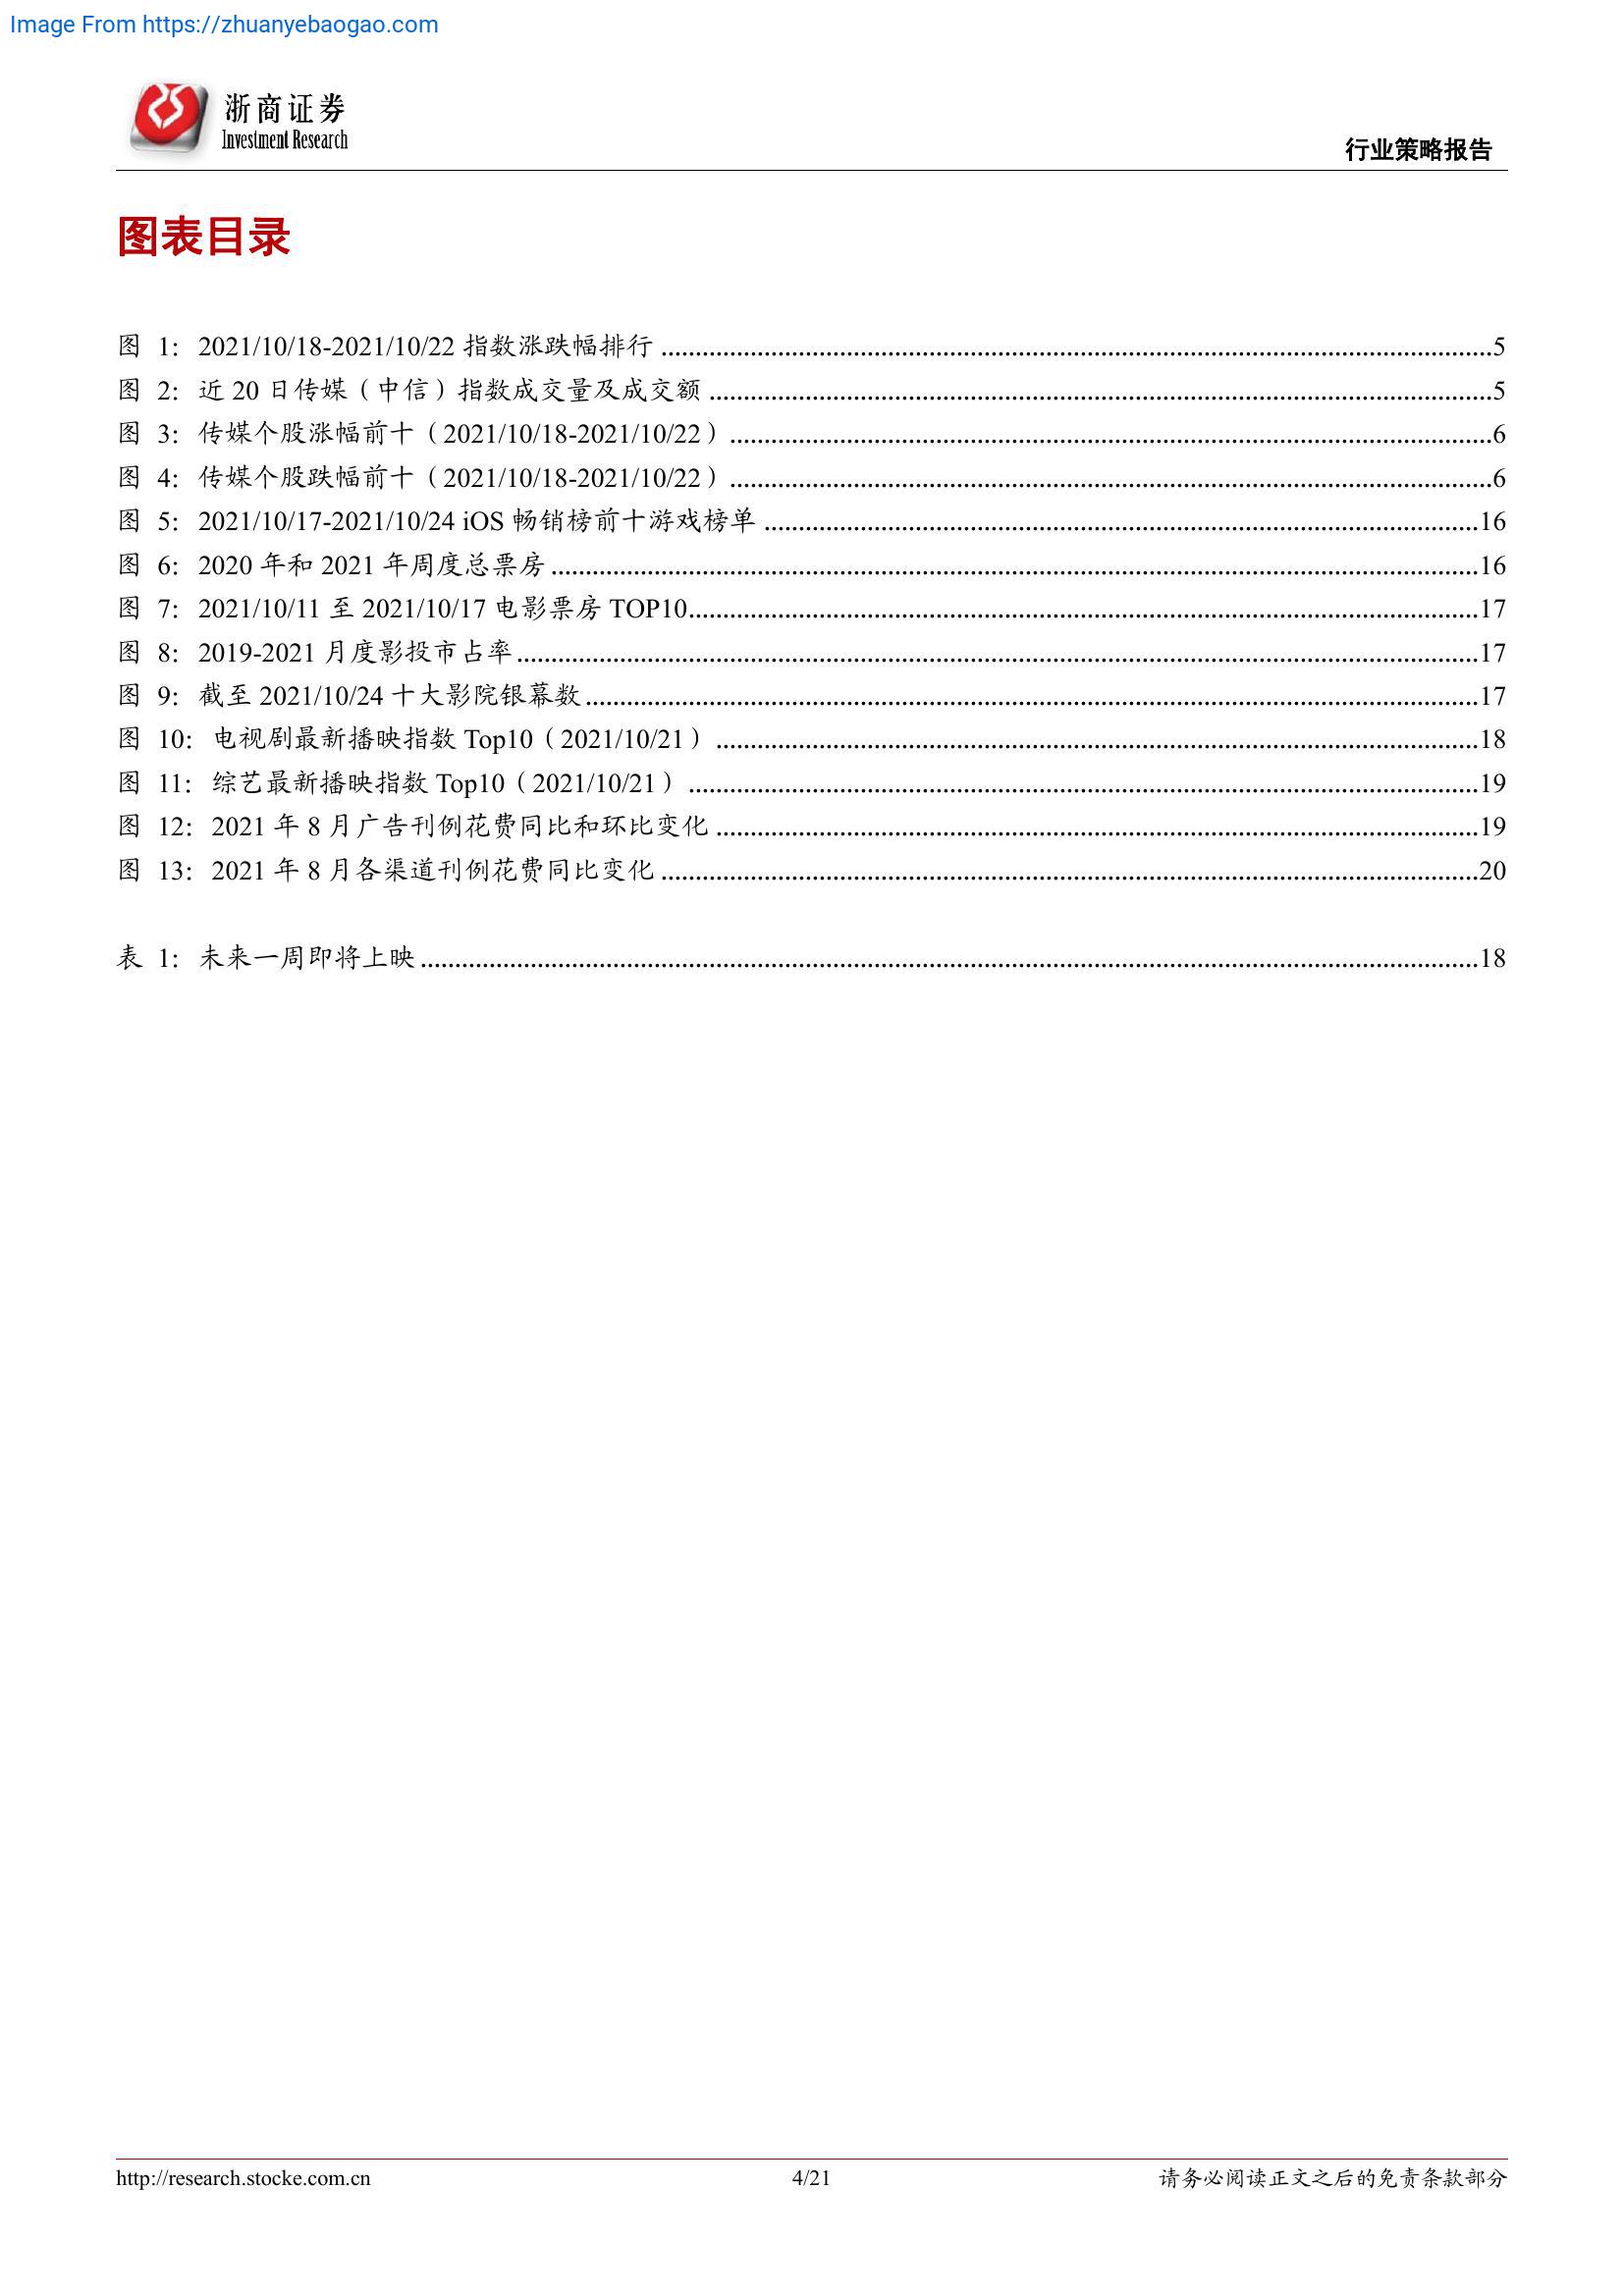 Image From https://zhuanyebaogao.com
浙商证券
Investment Research
行业策略报告
图表目录
图 1：2021/10/18-2021/10/22 指数涨跌幅排行 ........5
图 2：近 20 日传媒（中信）指数成交量及成交额 ........5
图 3：传媒个股涨幅前十（2021/10/18-2021/10/22） ........6
图 4：传媒个股跌幅前十（2021/10/18-2021/10/22） ........6
图 5：2021/10/17-2021/10/24 iOS 畅销榜前十游戏榜单 ........16
图 6：2020 年和 2021 年周度总票房 ........16
图 7：2021/10/11 至 2021/10/17 电影票房 TOP10........17
图 8：2019-2021 月度影投市占率 ........17
图 9：截至 2021/10/24 十大影院银幕数 ........17
图 10：电视剧最新播映指数 Top10（2021/10/21） ........18
图 11：综艺最新播映指数 Top10（2021/10/21） ........19
图 12：2021 年 8 月广告刊例花费同比和环比变化 ........19
图 13：2021 年 8 月各渠道刊例花费同比变化 ........20
表 1：未来一周即将上映 ........18
http://research.stocke.com.cn
4/21
请务必阅读正文之后的免责条款部分